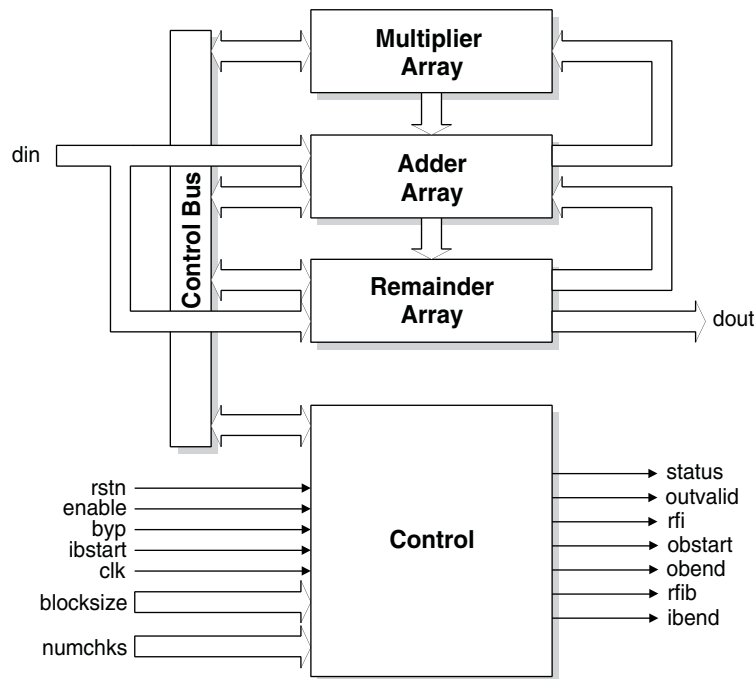 Multiplier
Array
din
Adder
Array
Control Bus
Remainder
Array
dout
rstn
enable
byp
ibstart
clk
blocksize
numchks
Control
status
outvalid
rfi
obstart
obend
rfib
ibend